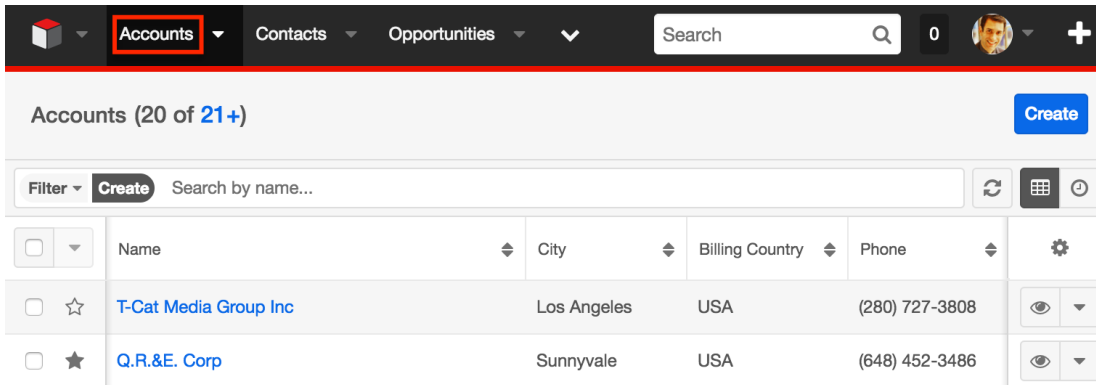 Accounts Contacts Opportunities Search 0
Accounts (20 of 21+) Create
Filter Create Search by name...
Name City Billing Country Phone
T-Cat Media Group Inc Los Angeles USA (280) 727-3808
Q.R.&E. Corp Sunnyvale USA (648) 452-3486